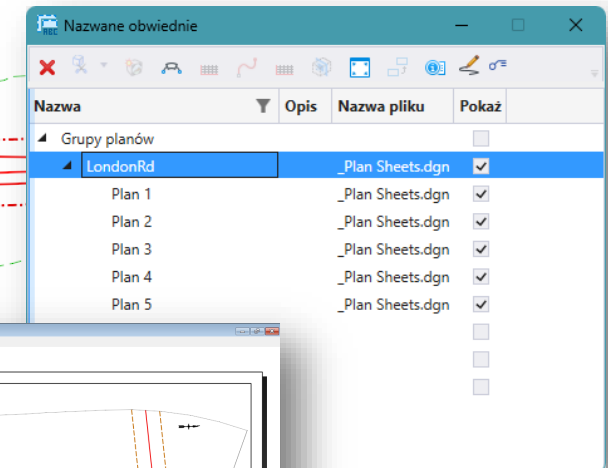 REC Nazwane obwiednie
Nazwa Opis Nazwa pliku Pokaż
Grupy planów
LondonRd _Plan Sheets.dgn
Plan 1 _Plan Sheets.dgn
Plan 2 _Plan Sheets.dgn
Plan 3 _Plan Sheets.dgn
Plan 4 _Plan Sheets.dgn
Plan 5 _Plan Sheets.dgn